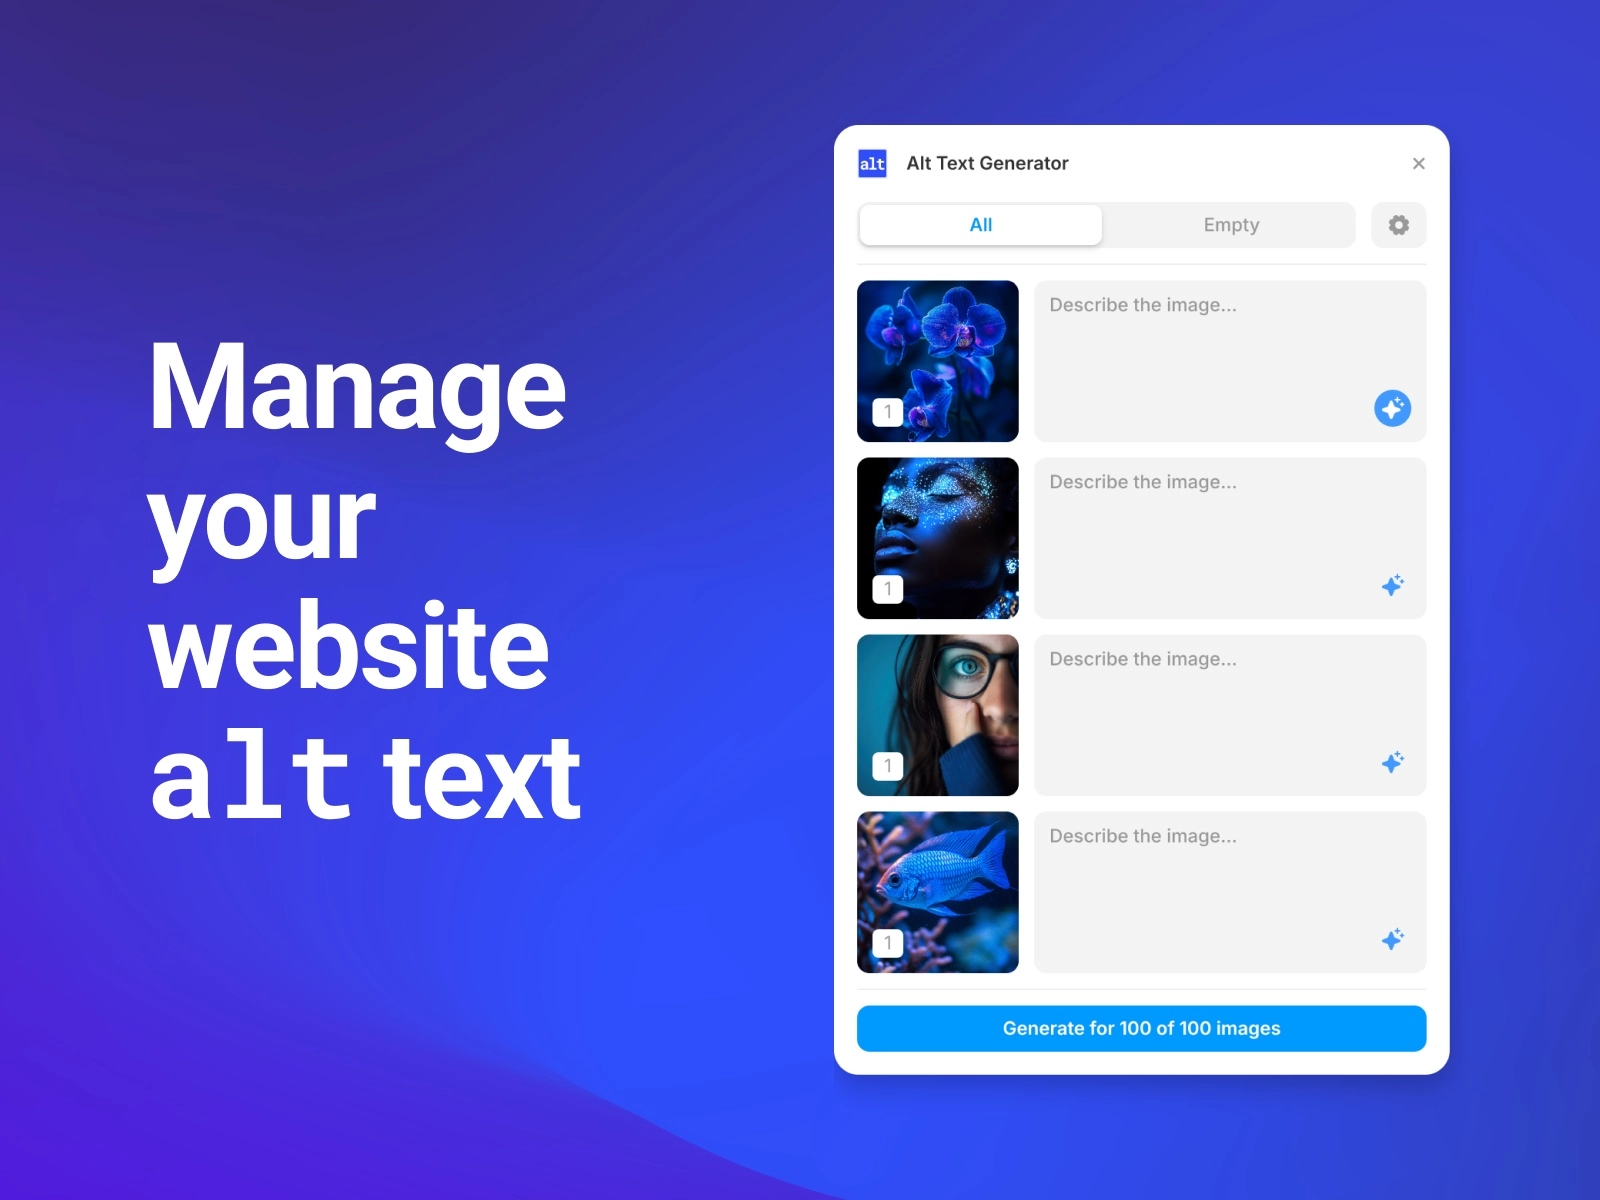 Manage
your
website
alt text
alt Alt Text Generator
All Empty
Describe the image...
1
Describe the image...
1
Describe the image...
1
Describe the image...
1
Generate for 100 of 100 images